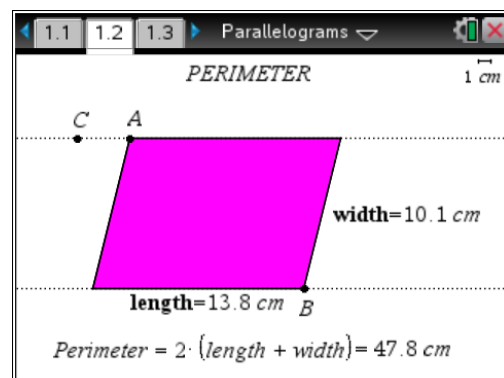 1.1 1.2 1.3 Parallelograms
PERIMETER
1 cm
C A
width=10.1 cm
length=13.8 cm B
Perimeter = 2· (length + width)= 47.8 cm